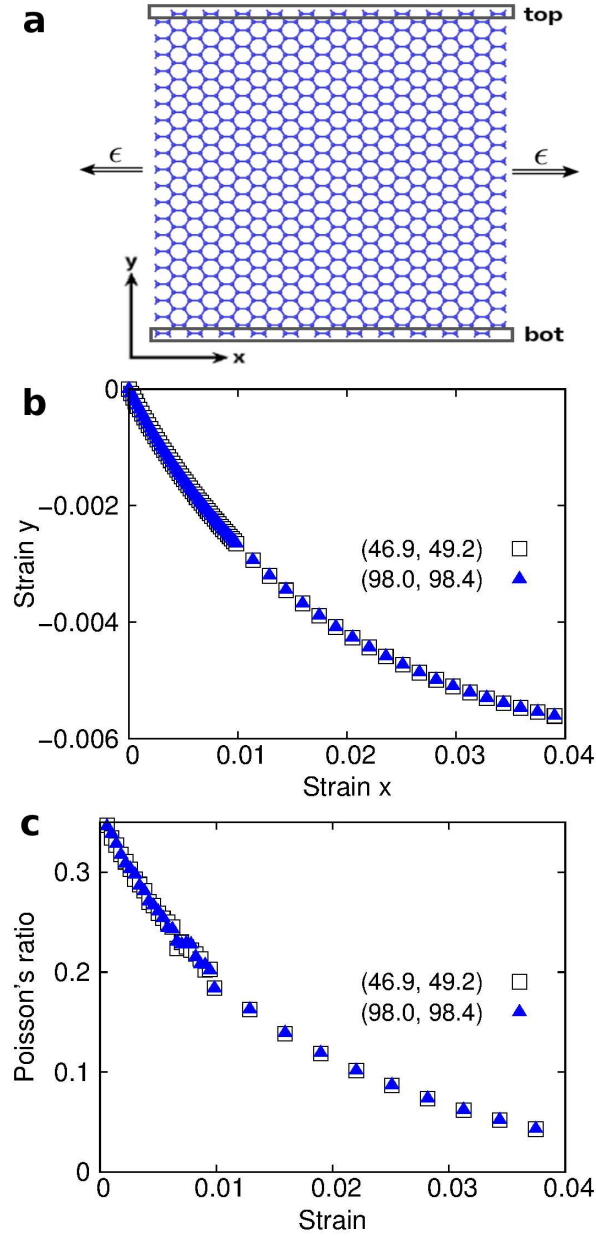 a
top
ϵ
ϵ
y
x
bot
b
0
−0.002
−0.004
−0.006
Strain y
(46.9, 49.2)
(98.0, 98.4)
0
0.01
0.02
0.03
0.04
Strain x
c
0.3
0.2
0.1
0
Poisson's ratio
(46.9, 49.2)
(98.0, 98.4)
0
0.01
0.02
0.03
0.04
Strain